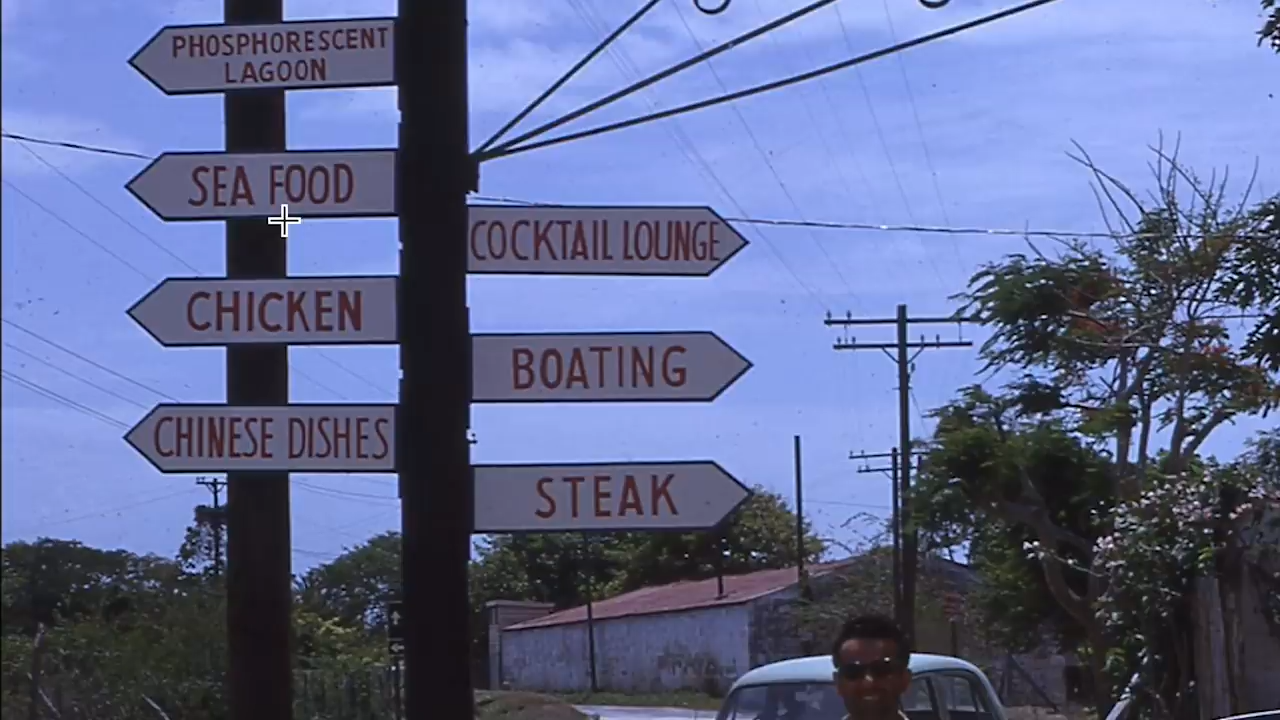 PHOSPHORESCENT
LAGOON
SEA FOOD
CHICKEN
CHINESE DISHES
COCKTAIL LOUNGE
BOATING
STEAK